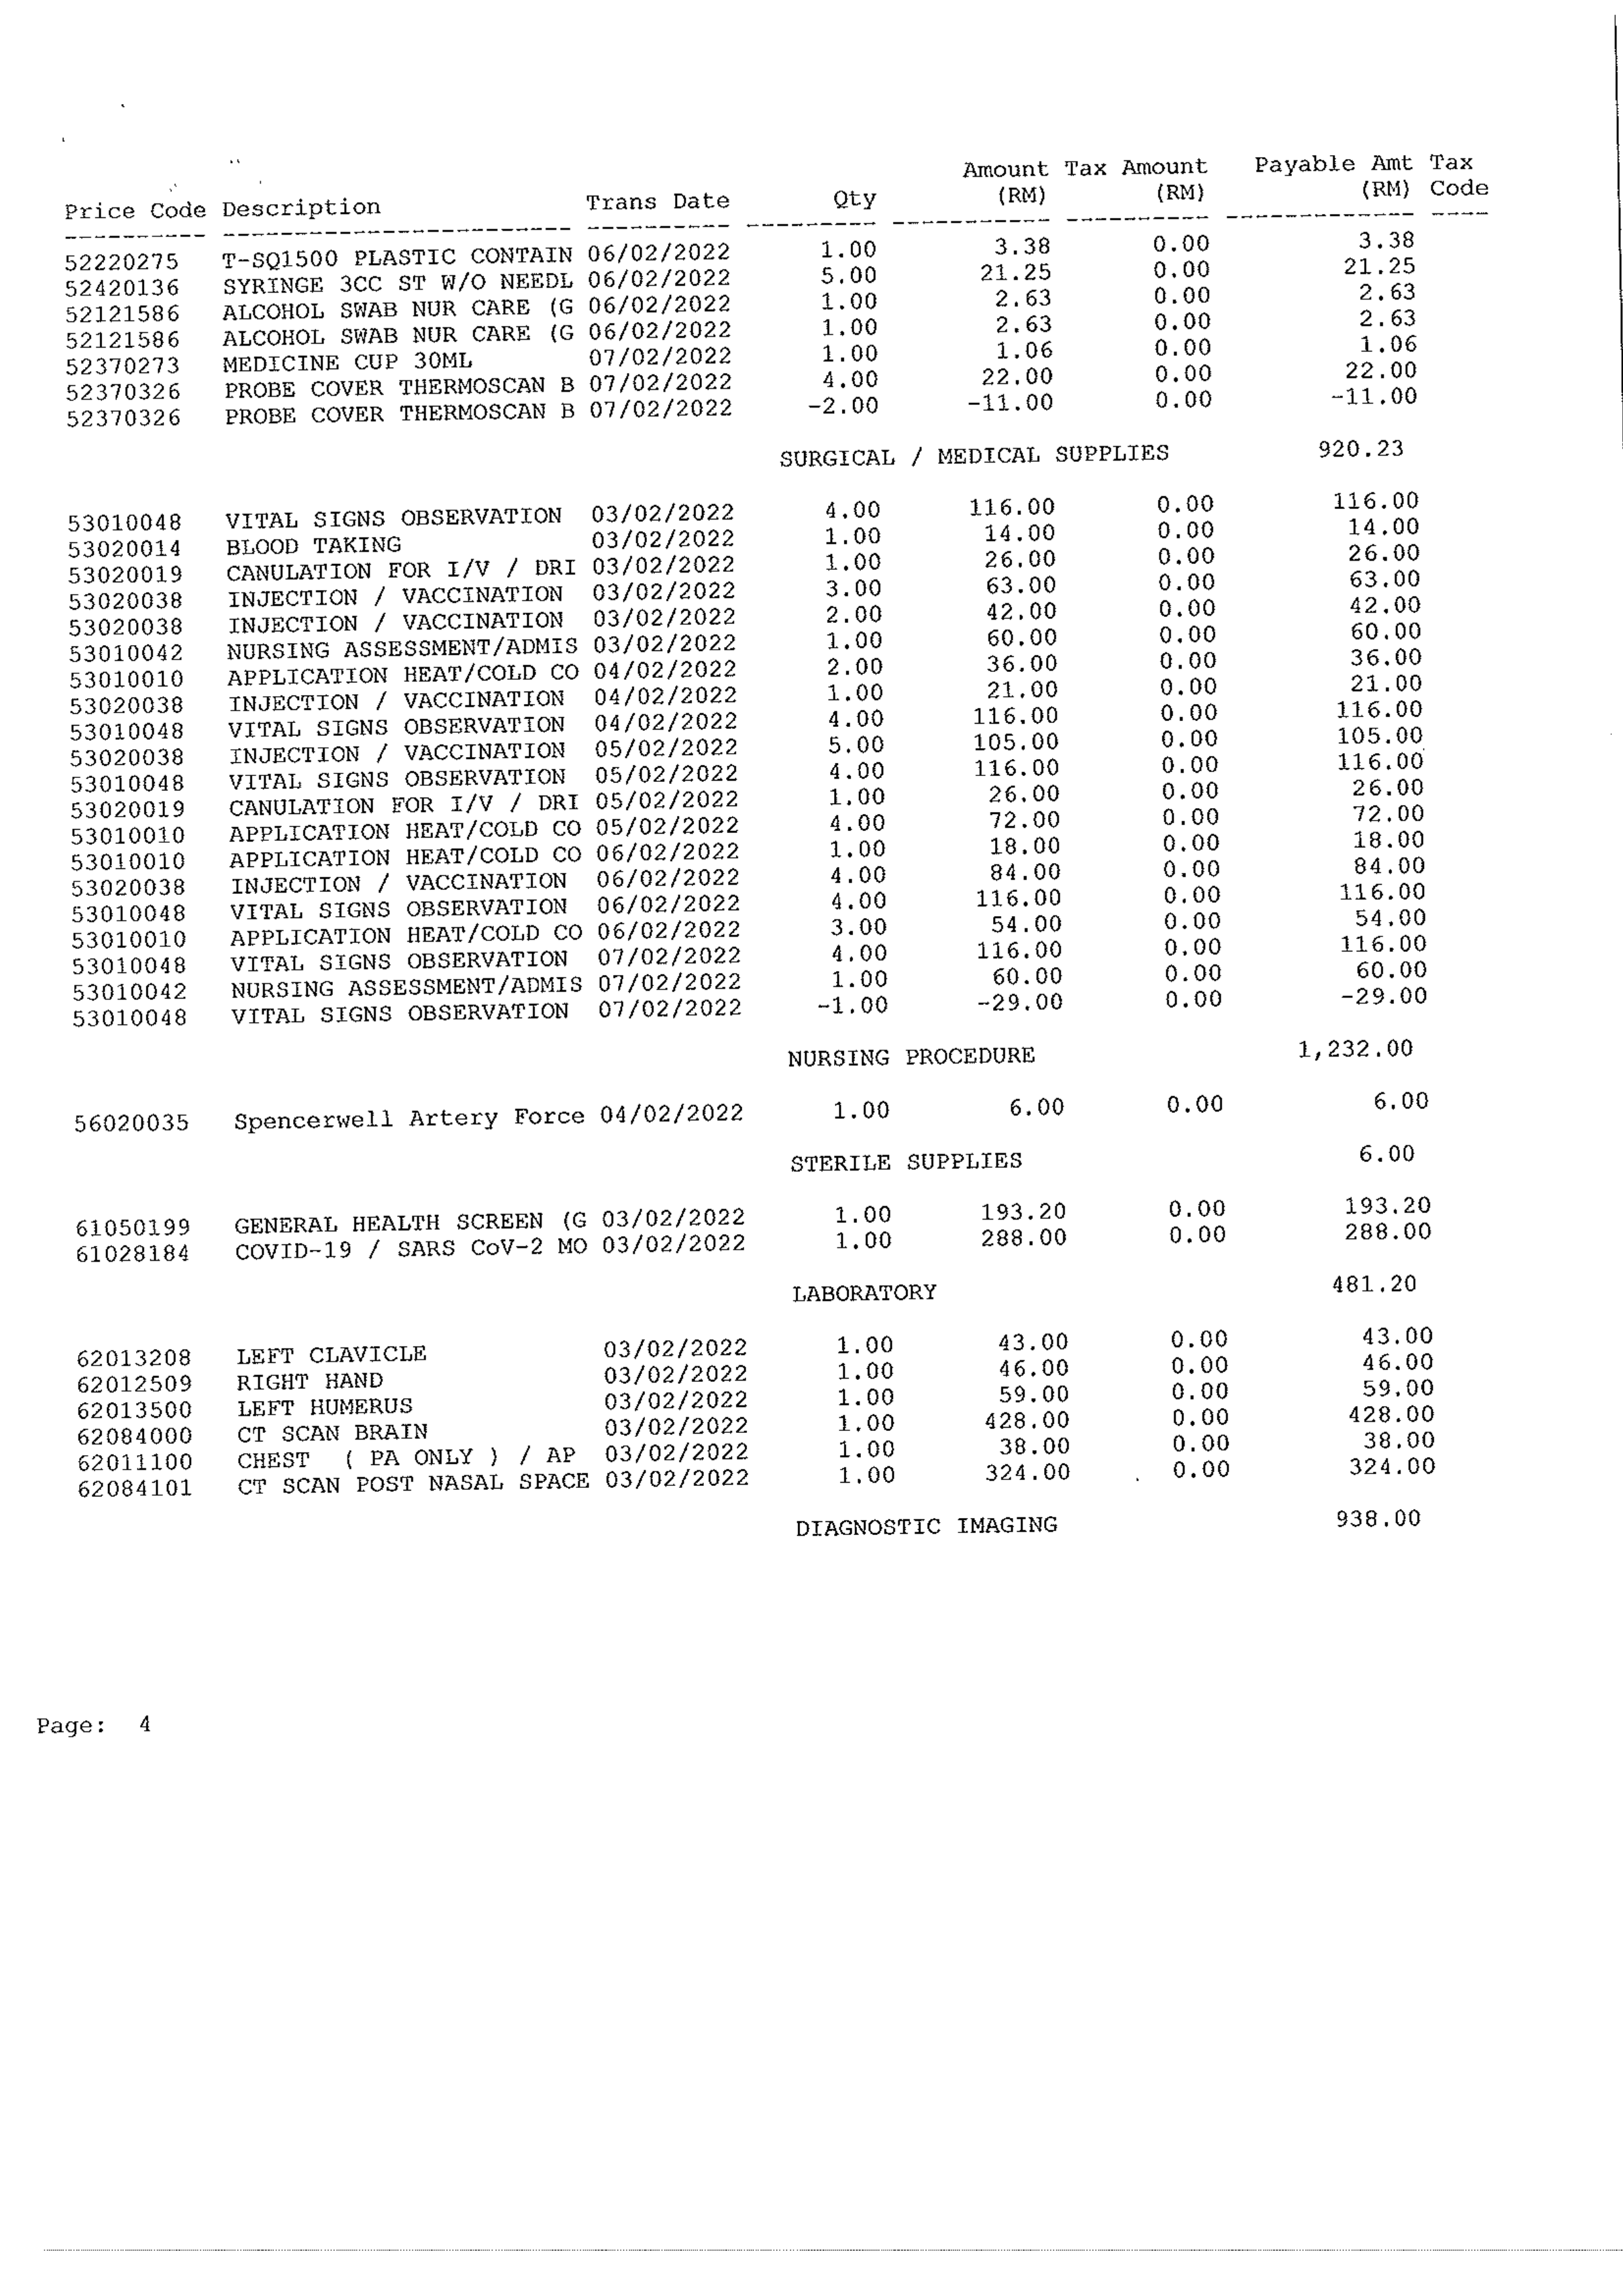 Amount Tax Amount Payable Amt Tax
Price Code Description Trans Date Qty (RM) (RM) (RM) Code
52220275 T-SQ1500 PLASTIC CONTAIN 06/02/2022 1.00 3.38 0.00 3.38
52420136 SYRINGE 3CC ST W/O NEEDL 06/02/2022 5.00 21.25 0.00 21.25
52121586 ALCOHOL SWAB NUR CARE (G 06/02/2022 1.00 2.63 0.00 2.63
52121586 ALCOHOL SWAB NUR CARE (G 06/02/2022 1.00 2.63 0.00 2.63
52370273 MEDICINE CUP 30ML 07/02/2022 1.00 1.06 0.00 1.06
52370326 PROBE COVER THERMOSCAN B 07/02/2022 4.00 22.00 0.00 22.00
52370326 PROBE COVER THERMOSCAN B 07/02/2022 -2.00 -11.00 0.00 -11.00
SURGICAL / MEDICAL SUPPLIES 920.23
53010048 VITAL SIGNS OBSERVATION 03/02/2022 4.00 116.00 0.00 116.00
53020014 BLOOD TAKING 03/02/2022 1.00 14.00 0.00 14.00
53020019 CANULATION FOR I/V / DRI 03/02/2022 1.00 26.00 0.00 26.00
53020038 INJECTION / VACCINATION 03/02/2022 3.00 63.00 0.00 63.00
53020038 INJECTION / VACCINATION 03/02/2022 2.00 42.00 0.00 42.00
53010042 NURSING ASSESSMENT/ADMIS 03/02/2022 1.00 60.00 0.00 60.00
53010010 APPLICATION HEAT/COLD CO 04/02/2022 2.00 36.00 0.00 36.00
53020038 INJECTION / VACCINATION 04/02/2022 1.00 21.00 0.00 21.00
53010048 VITAL SIGNS OBSERVATION 04/02/2022 4.00 116.00 0.00 116.00
53020038 INJECTION / VACCINATION 05/02/2022 5.00 105.00 0.00 105.00
53010048 VITAL SIGNS OBSERVATION 05/02/2022 4.00 116.00 0.00 116.00
53020019 CANULATION FOR I/V / DRI 05/02/2022 1.00 26.00 0.00 26.00
53010010 APPLICATION HEAT/COLD CO 05/02/2022 4.00 72.00 0.00 72.00
53010010 APPLICATION HEAT/COLD CO 06/02/2022 1.00 18.00 0.00 18.00
53020038 INJECTION / VACCINATION 06/02/2022 4.00 84.00 0.00 84.00
53010048 VITAL SIGNS OBSERVATION 06/02/2022 4.00 116.00 0.00 116.00
53010010 APPLICATION HEAT/COLD CO 06/02/2022 3.00 54.00 0.00 54.00
53010048 VITAL SIGNS OBSERVATION 07/02/2022 4.00 116.00 0.00 116.00
53010042 NURSING ASSESSMENT/ADMIS 07/02/2022 1.00 60.00 0.00 60.00
53010048 VITAL SIGNS OBSERVATION 07/02/2022 -1.00 -29.00 0.00 -29.00
NURSING PROCEDURE 1,232.00
56020035 Spencerwell Artery Force 04/02/2022 1.00 6.00 0.00 6.00
STERILE SUPPLIES 6.00
61050199 GENERAL HEALTH SCREEN (G 03/02/2022 1.00 193.20 0.00 193.20
61028184 COVID-19 / SARS CoV-2 MO 03/02/2022 1.00 288.00 0.00 288.00
LABORATORY 481.20
62013208 LEFT CLAVICLE 03/02/2022 1.00 43.00 0.00 43.00
62012509 RIGHT HAND 03/02/2022 1.00 46.00 0.00 46.00
62013500 LEFT HUMERUS 03/02/2022 1.00 59.00 0.00 59.00
62084000 CT SCAN BRAIN 03/02/2022 1.00 428.00 0.00 428.00
62011100 CHEST ( PA ONLY ) / AP 03/02/2022 1.00 38.00 0.00 38.00
62084101 CT SCAN POST NASAL SPACE 03/02/2022 1.00 324.00 0.00 324.00
DIAGNOSTIC IMAGING 938.00
Page: 4